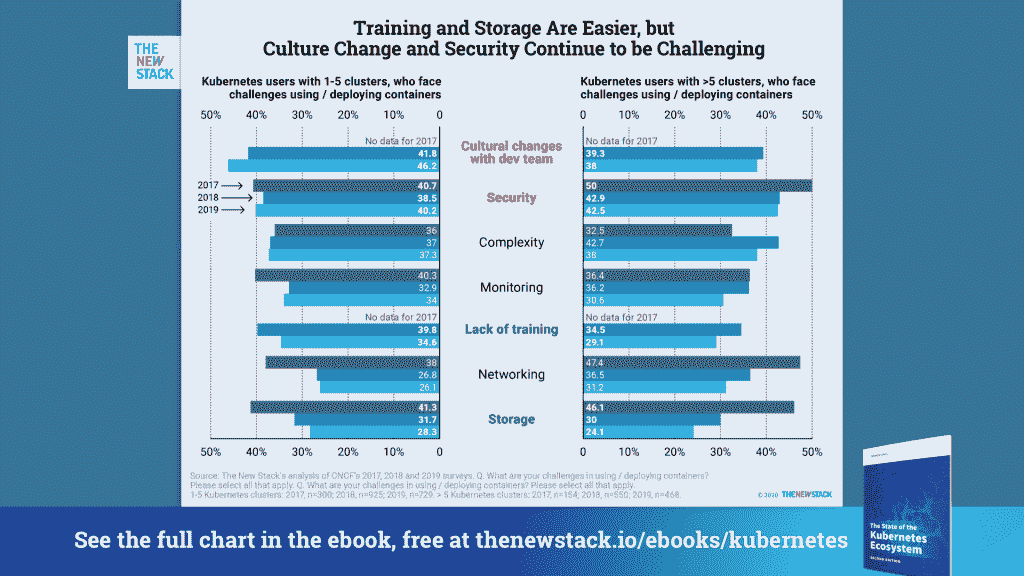 Training and Storage Are Easier, but
Culture Change and Security Continue to be Challenging
THE
NEW
STACK
Kubernetes users with 1-5 clusters, who face
challenges using / deploying containers
Kubernetes users with >5 clusters, who face
challenges using / deploying containers
50% 40% 30% 20% 10% 0
0 10% 20% 30% 40% 50%
No data for 2017
41.8
46.2
Cultural changes
with dev team
No data for 2017
39.3
38
2017
2018
2019
40.7
38.5
40.2
Security
50
42.9
42.5
36
37
37.3
Complexity
32.5
42.7
38
40.3
32.9
34
Monitoring
36.4
36.2
30.6
No data for 2017
39.8
34.6
Lack of training
No data for 2017
34.5
29.1
38
26.8
26.1
Networking
47.4
36.5
31.2
41.3
31.7
28.3
Storage
46.1
30
24.1
50% 40% 30% 20% 10% 0
0 10% 20% 30% 40% 50%
Source: The New Stack's analysis of CNCF's 2017, 2018 and 2019 surveys. Q. What are your challenges in using / deploying containers?
Please select all that apply. Q. What are your challenges in using / deploying containers? Please select all that apply.
1-5 Kubernetes clusters: 2017, n=300; 2018, n=925; 2019, n=729. > 5 Kubernetes clusters: 2017, n=154; 2018, n=550; 2019, n=468.
© 2020 THENEWSTACK
The State of the
Kubernetes
Ecosystem
SECOND EDITION
See the full chart in the ebook, free at thenewstack.io/ebooks/kubernetes